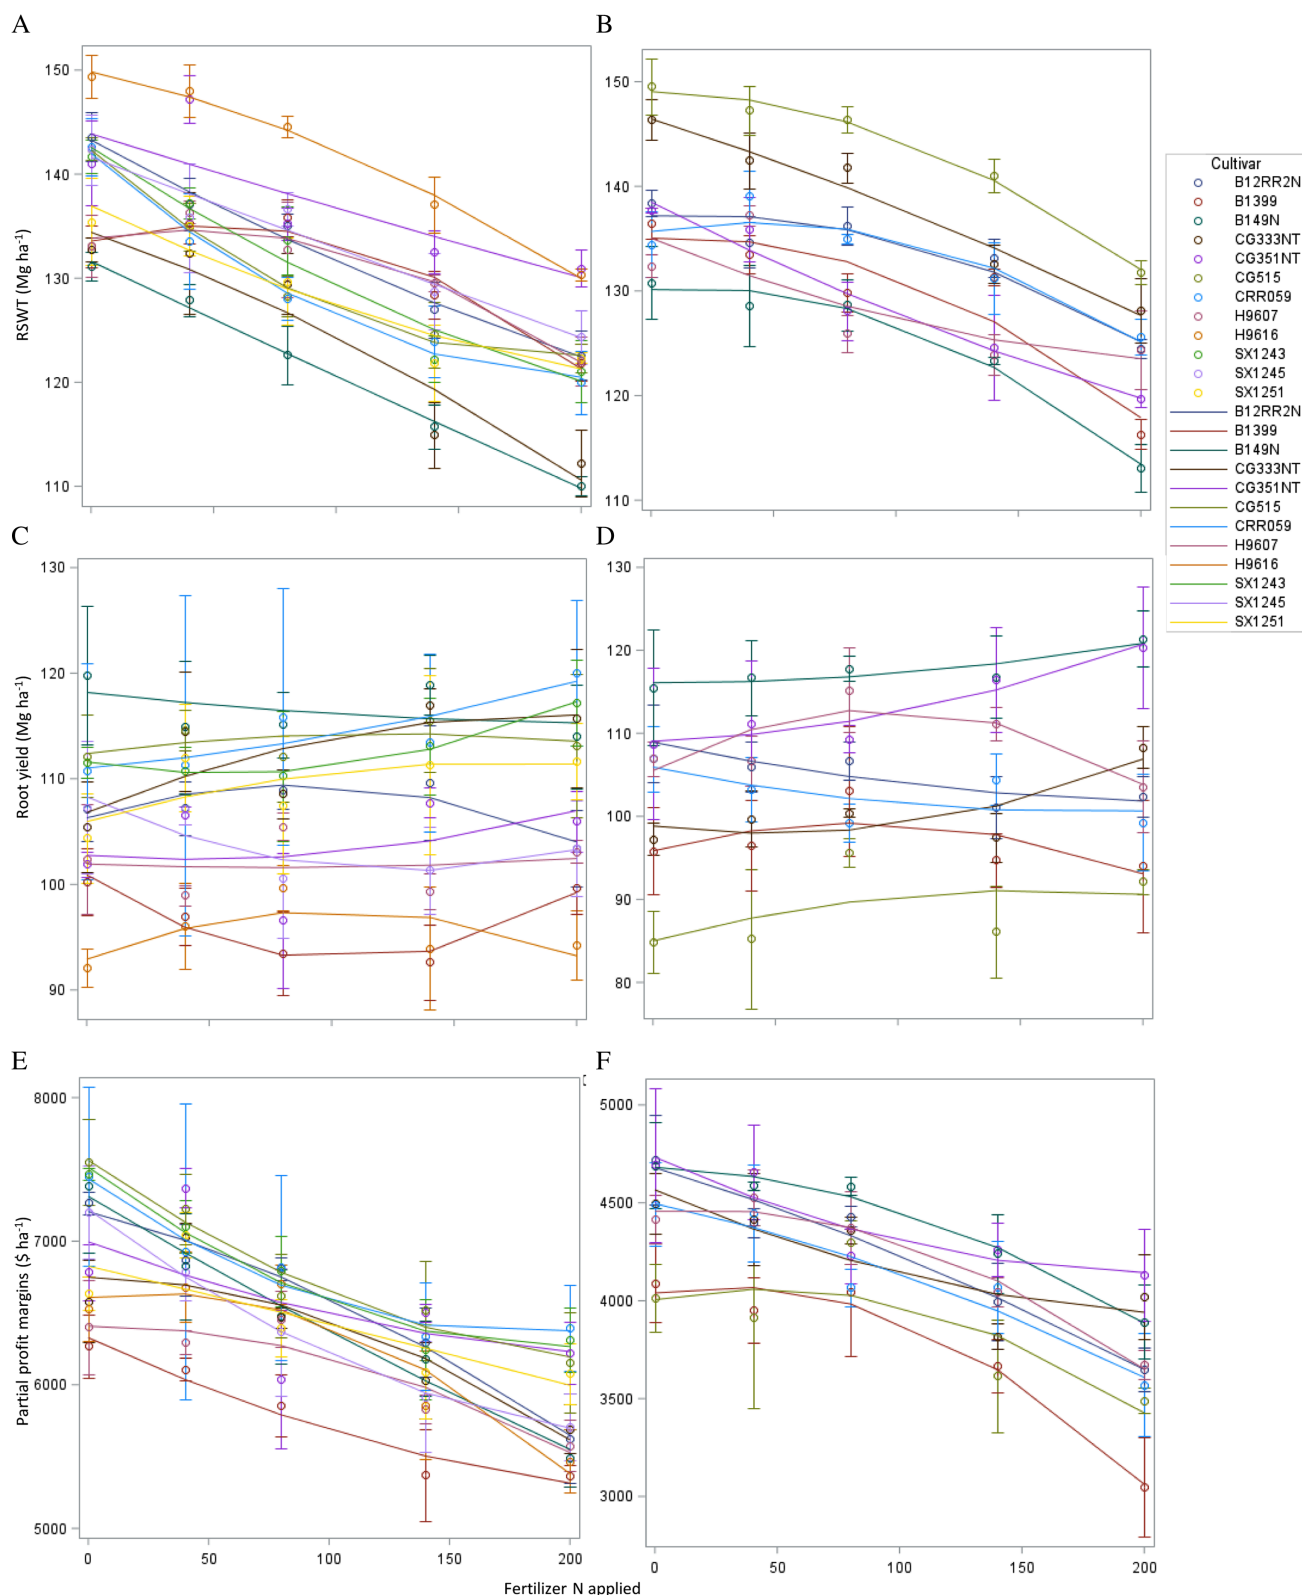 A
B
150
140
130
120
110
RSWT (Mg ha-1)
150
140
130
120
110
Cultivar
B12RR2N
B1399
B149N
CG333NT
CG351NT
CG515
CRR059
H9607
H9616
SX1243
SX1245
SX1251
B12RR2N
B1399
B149N
CG333NT
CG351NT
CG515
CRR059
H9607
H9616
SX1243
SX1245
SX1251
C
D
130
120
110
100
90
Root yield (Mg ha-1)
130
120
110
100
90
80
E
F
8000
7000
6000
5000
Partial profit margins ($ ha-1)
5000
4500
4000
3500
3000
0 50 100 150 200
0 50 100 150 200
Fertilizer N applied